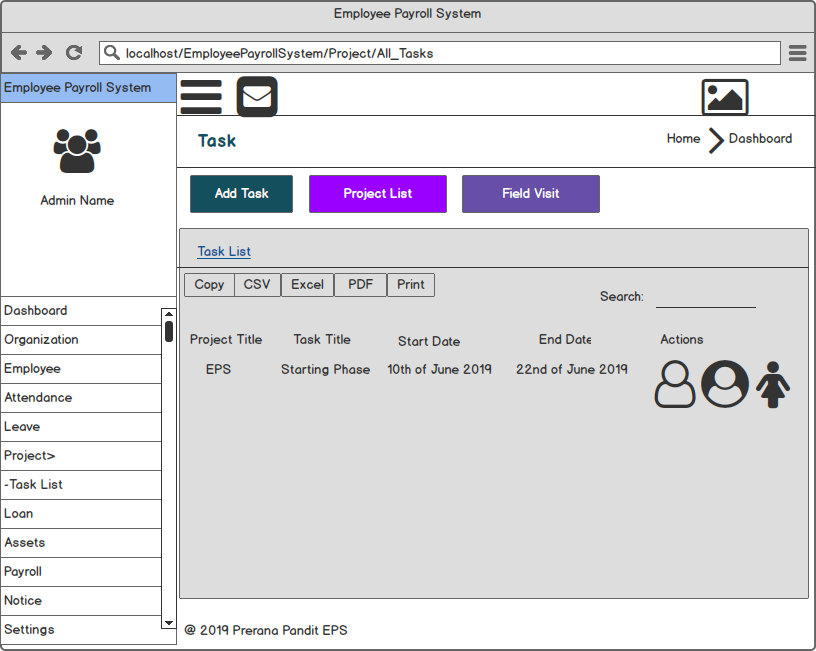 Employee Payroll System
localhost/EmployeePayrollSystem/Project/All_Tasks
Employee Payroll System
Admin Name
Dashboard
Organization
Employee
Attendance
Leave
Project>
-Task List
Loan
Assets
Payroll
Notice
Settings
Task
Home Dashboard
Add Task Project List Field Visit
Task List
Copy CSV Excel PDF Print
Search:
Project Title Task Title Start Date End Date Actions
EPS Starting Phase 10th of June 2019 22nd of June 2019
@ 2019 Prerana Pandit EPS